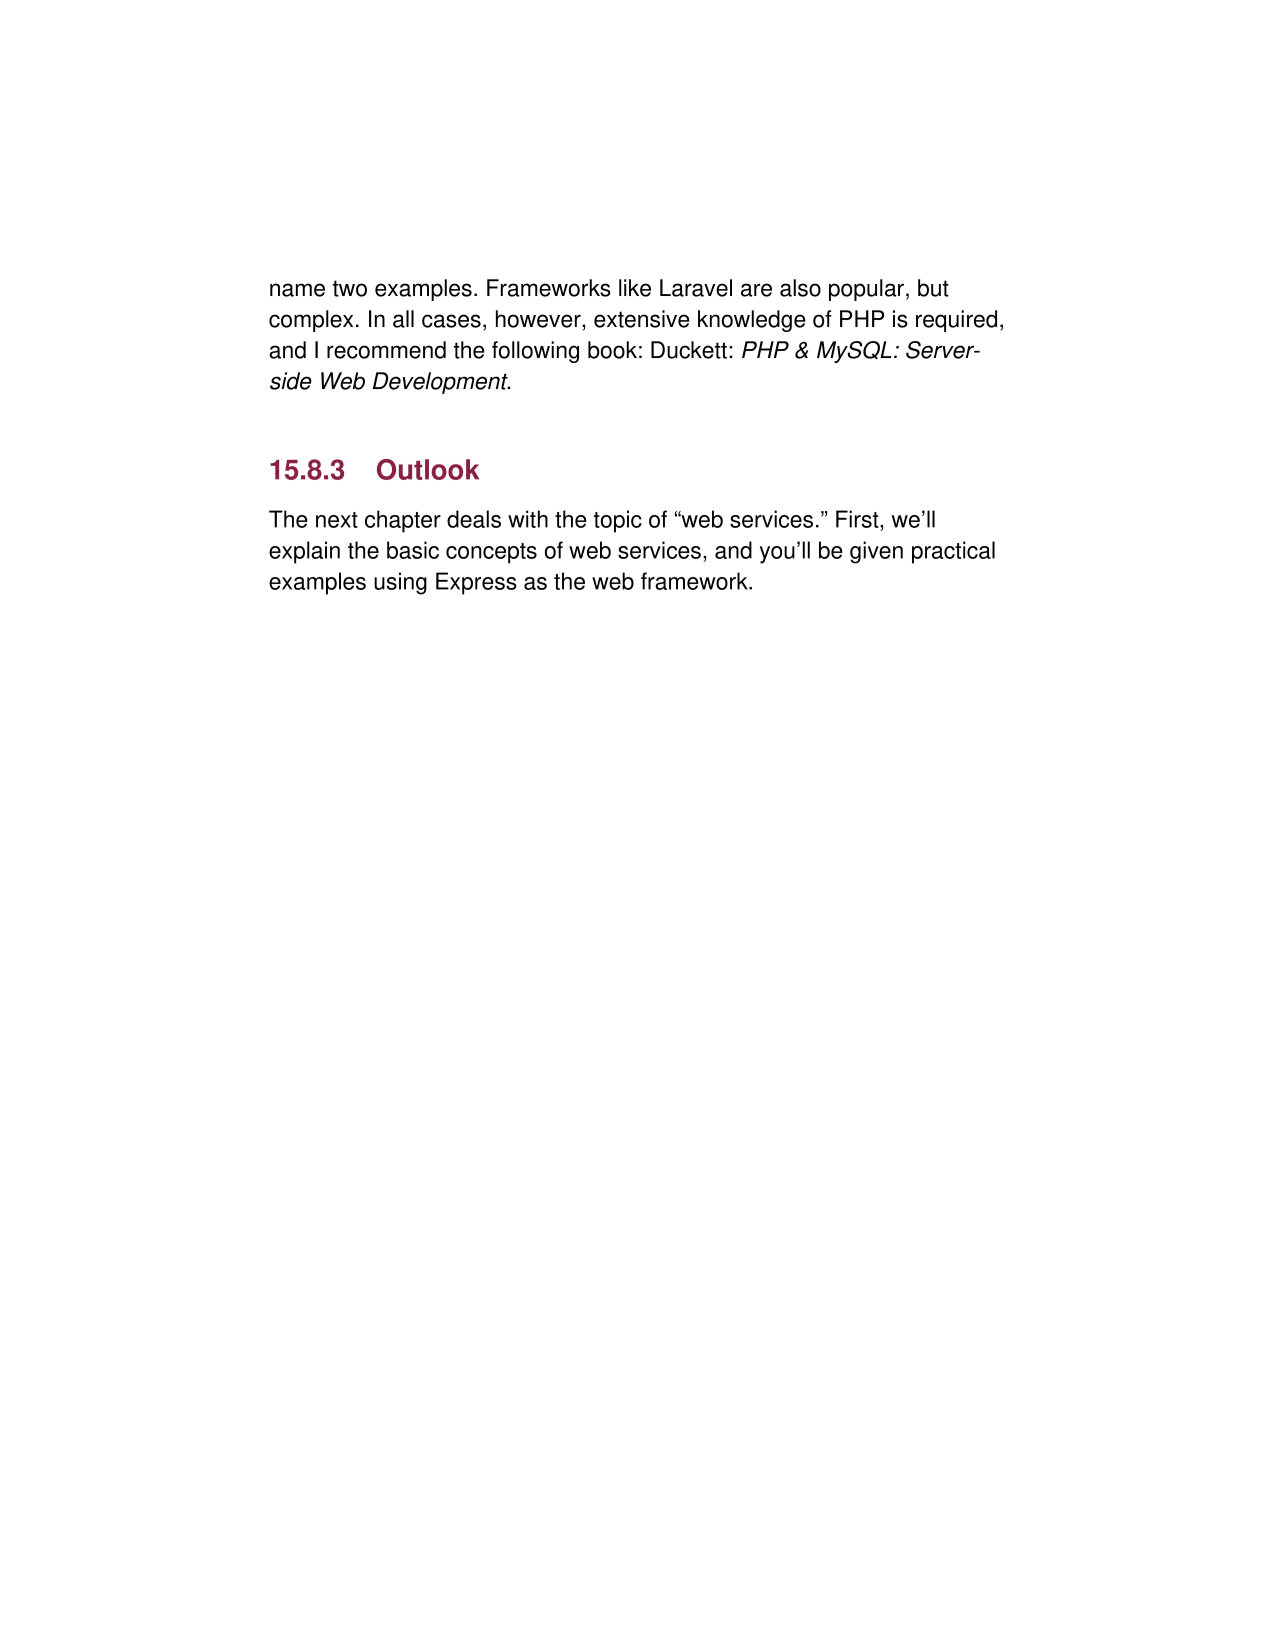 name two examples. Frameworks like Laravel are also popular, but
complex. In all cases, however, extensive knowledge of PHP is required,
and I recommend the following book: Duckett: PHP & MySQL: Server-
side Web Development.
15.8.3 Outlook
The next chapter deals with the topic of “web services.” First, we’ll
explain the basic concepts of web services, and you’ll be given practical
examples using Express as the web framework.